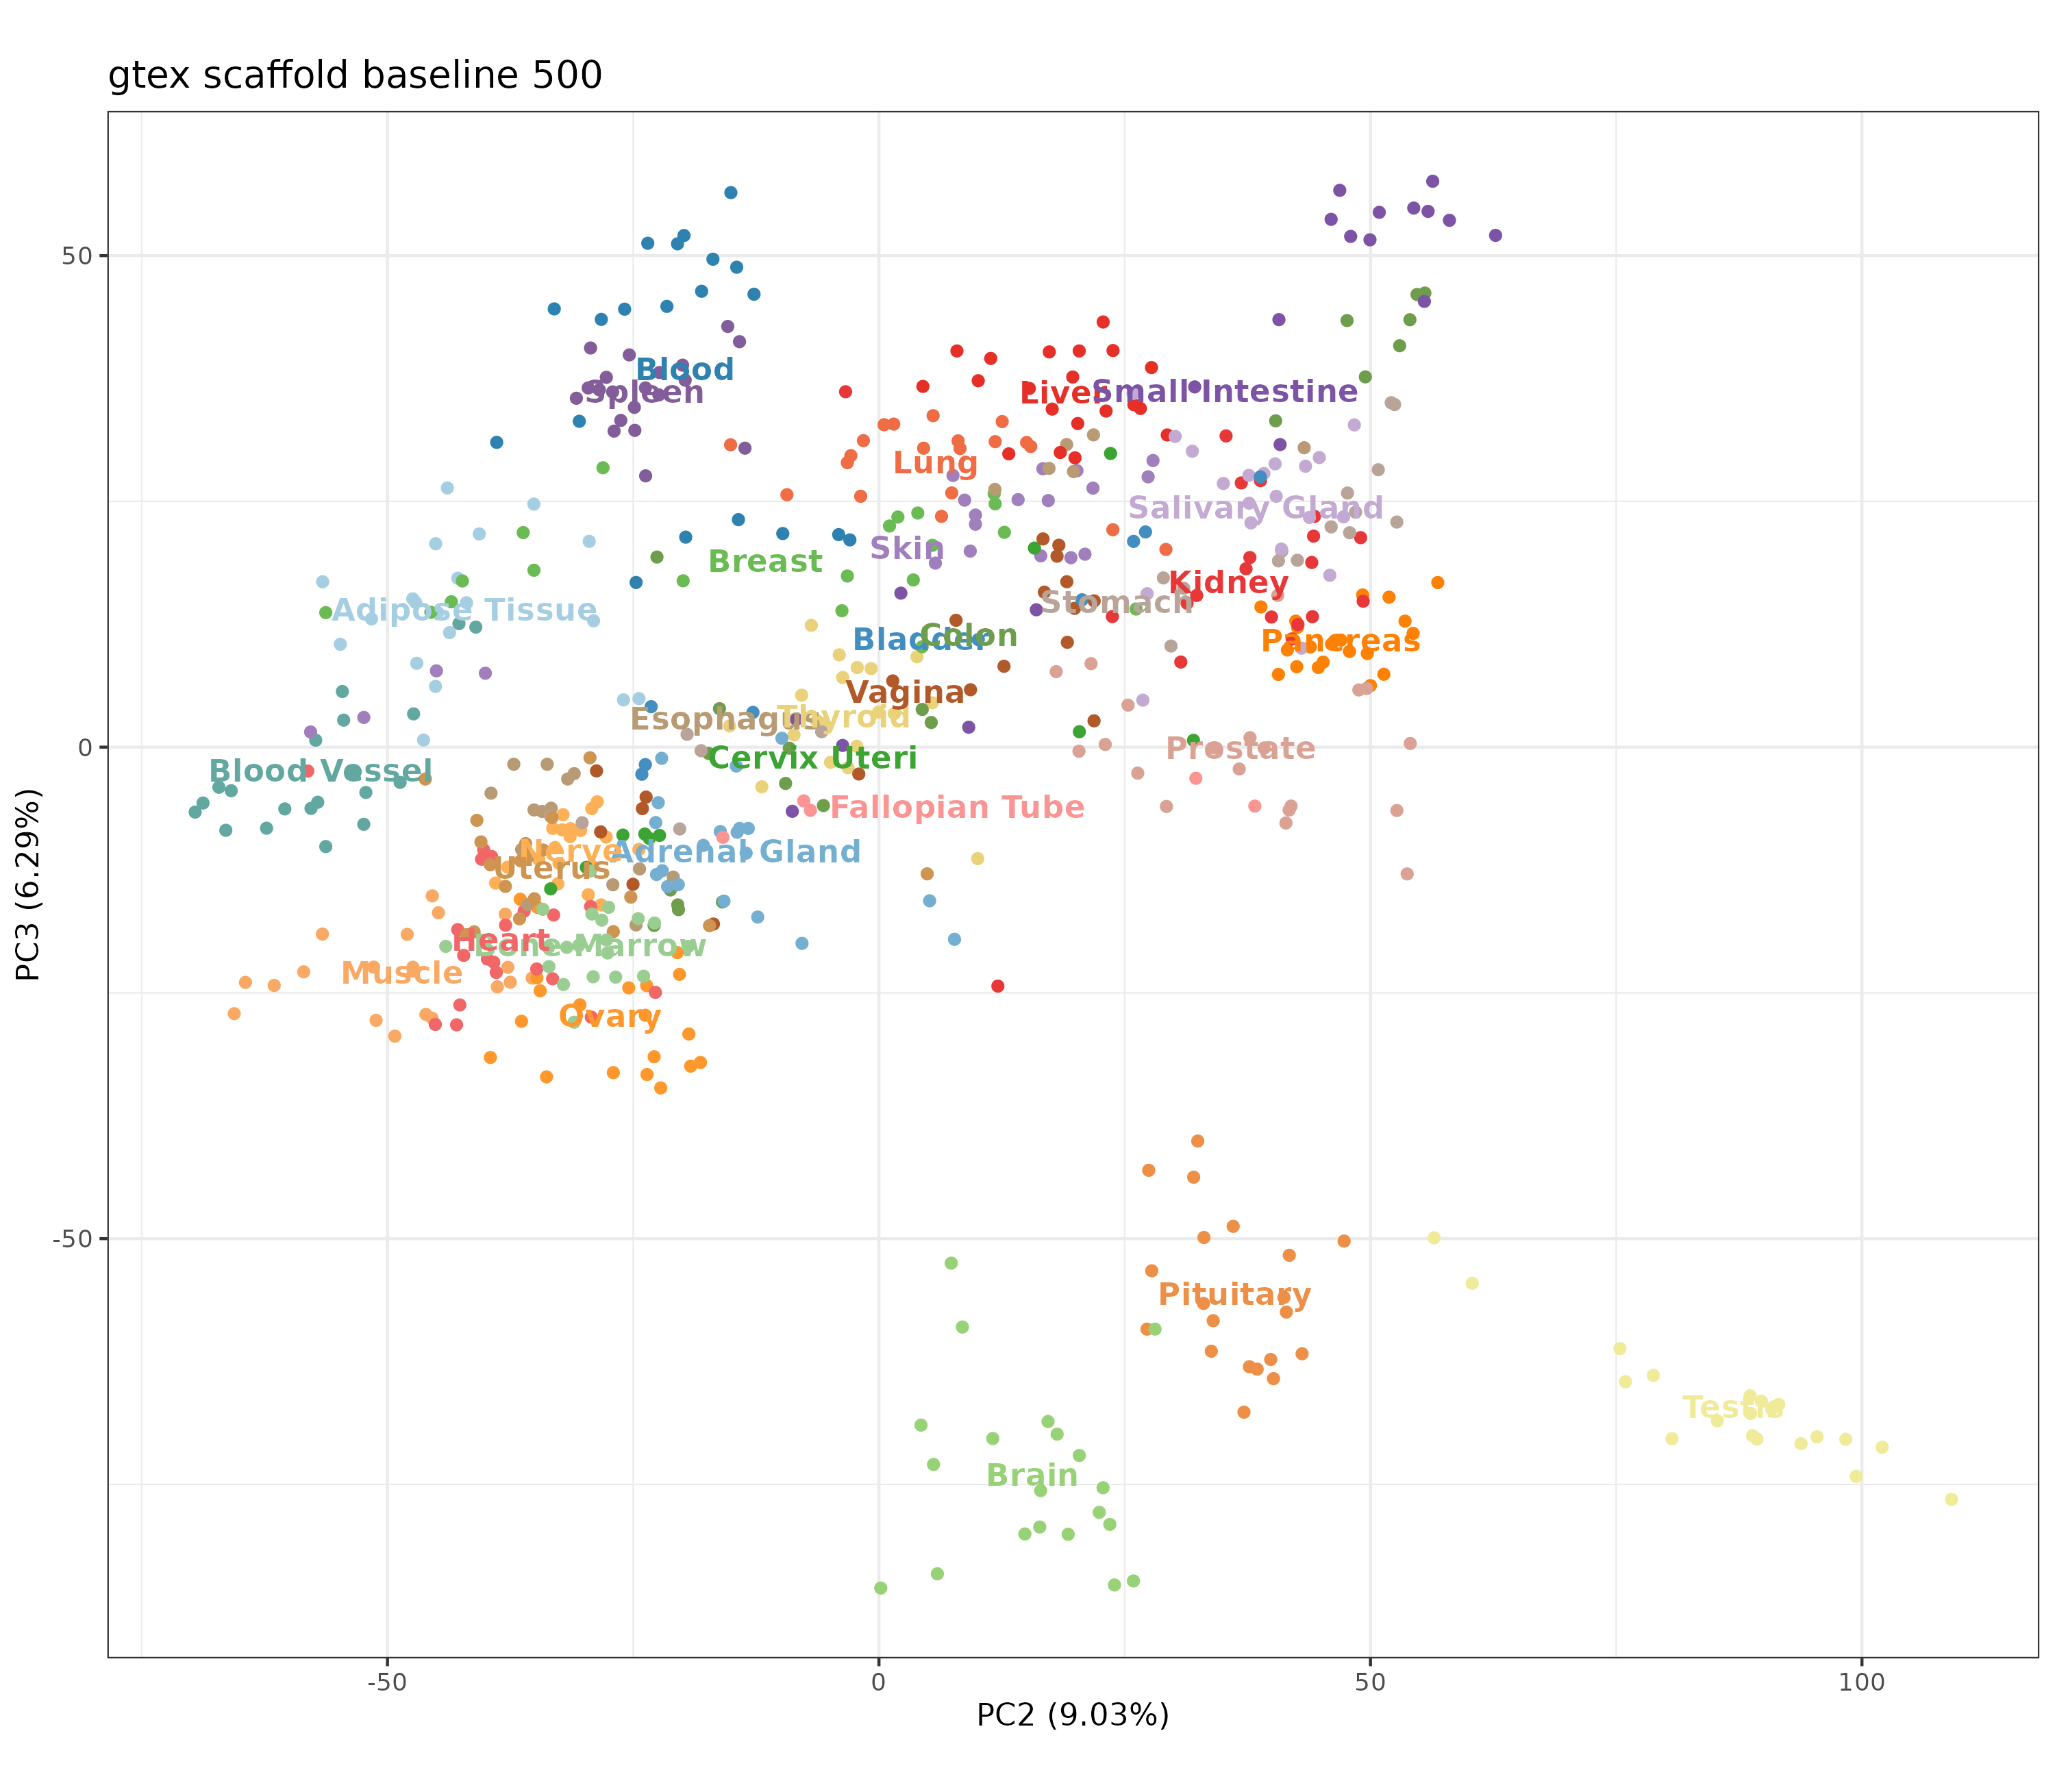 gtex scaffold baseline 500
50
Blood
Spleen
Liver
Small Intestine
Lung
Salivary Gland
Skin
Breast
Kidney
Adipose Tissue
Stomach
Bladder
Colon
Pancreas
Vagina
Esophagus
Thyroid
0
Cervix Uteri
Prostate
Blood Vessel
Fallopian Tube
Nerve
Adrenal Gland
Uterus
Heart
Bone Marrow
Muscle
Ovary
-50
Pituitary
Testis
Brain
PC3 (6.29%)
-50
0
50
100
PC2 (9.03%)